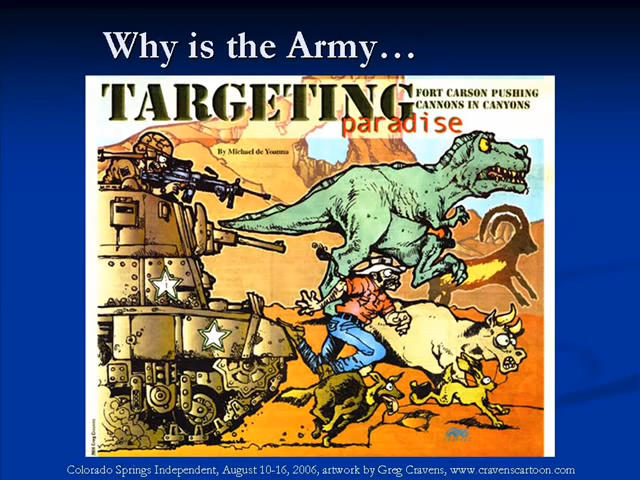 Why is the Army…
TARGETING
paradise
FORT CARSON PUSHING
CANNONS IN CANYONS
By Michael de Yoanna
Colorado Springs Independent, August 10-16, 2006, artwork by Greg Cravens, www.cravenscartoon.com